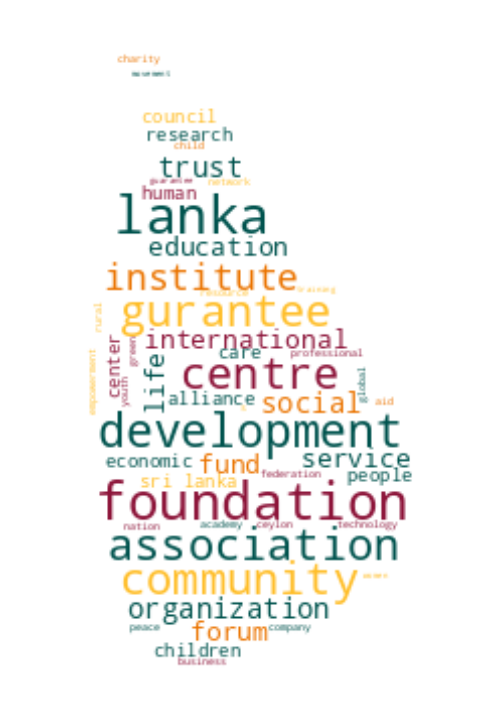 charity
movement
council
research
child
trust
guarantee network
human
lanka
education
institute
resource training
gurantee
rural
international
green care professional
center
life
centre
empowerment
youth
global
alliance social aid
development
economic fund service
federation people
sri lanka
foundation
nation academy ceylon technology
association
community
organization
peace forum company
children
business